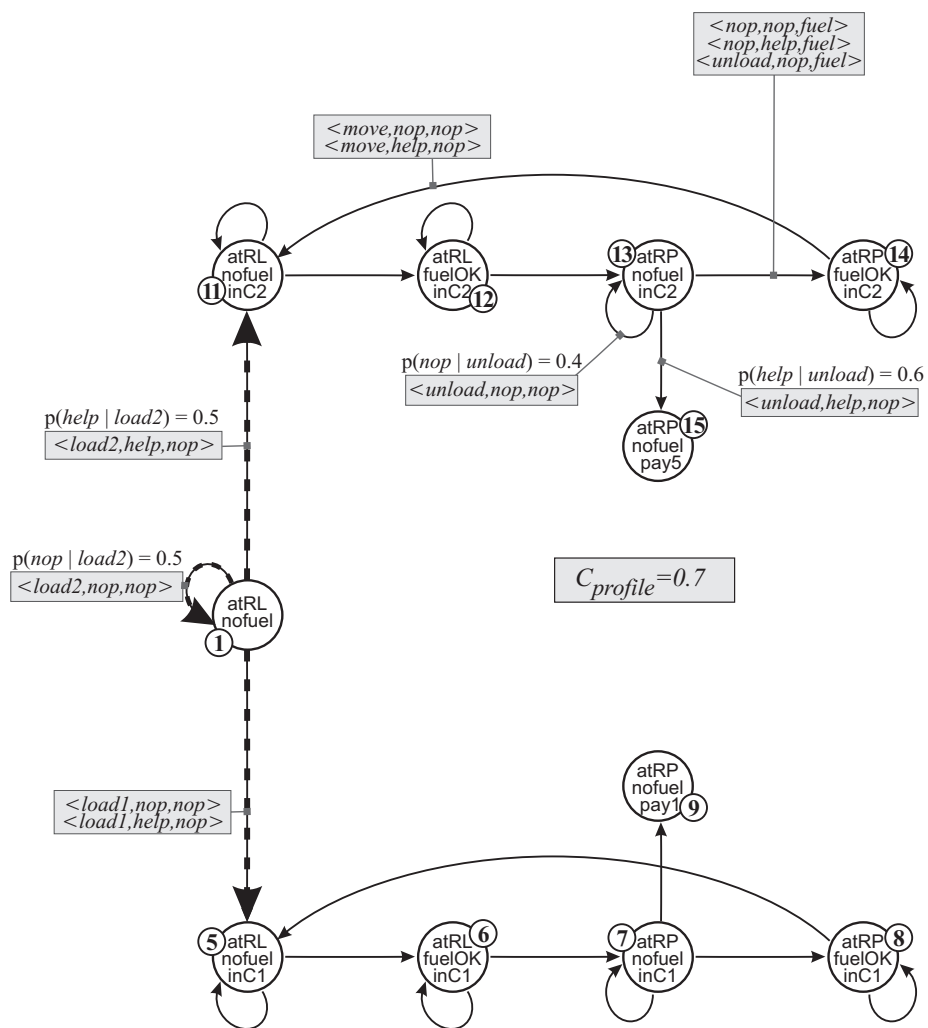 <nop,nop,fuel>
<nop,help,fuel>
<unload,nop,fuel>
<move,nop,nop>
<move,help,nop>
atRL
nofuel
inC2
11
atRL
fuelOK
inC2
12
13
atRP
nofuel
inC2
atRP
fuelOK
inC2
14
p(nop | unload) = 0.4
<unload,nop,nop>
p(help | unload) = 0.6
<unload,help,nop>
p(help | load2) = 0.5
<load2,help,nop>
atRP
nofuel
pay5
15
p(nop | load2) = 0.5
<load2,nop,nop>
atRL
nofuel
1
Cprofile=0.7
<load1,nop,nop>
<load1,help,nop>
atRP
nofuel
pay1
9
5
atRL
nofuel
inC1
6
atRL
fuelOK
inC1
7
atRP
nofuel
inC1
8
atRP
fuelOK
inC1